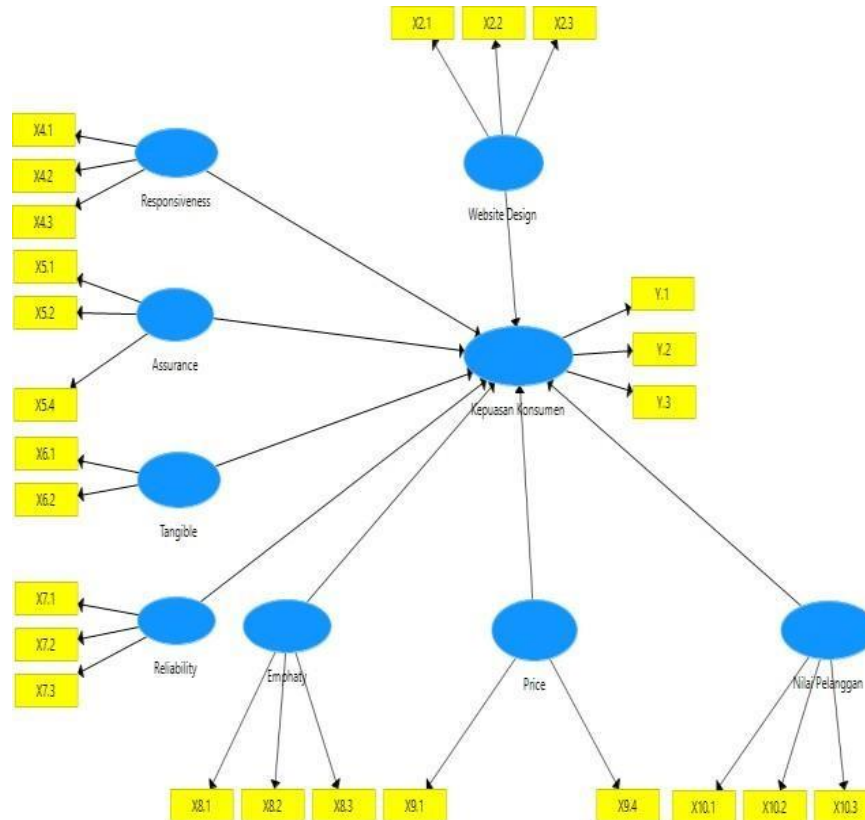 X2.1
X2.2
X2.3
X4.1
X4.2
X4.3
Responsiveness
Website Design
X5.1
X5.2
X5.4
Assurance
Y.1
Y.2
Y.3
Kepuasan Konsumen
X6.1
X6.2
Tangible
X7.1
X7.2
X7.3
Reliability
Emphaty
Price
Nilai Pelanggan
X8.1
X8.2
X8.3
X9.1
X9.4
X10.1
X10.2
X10.3